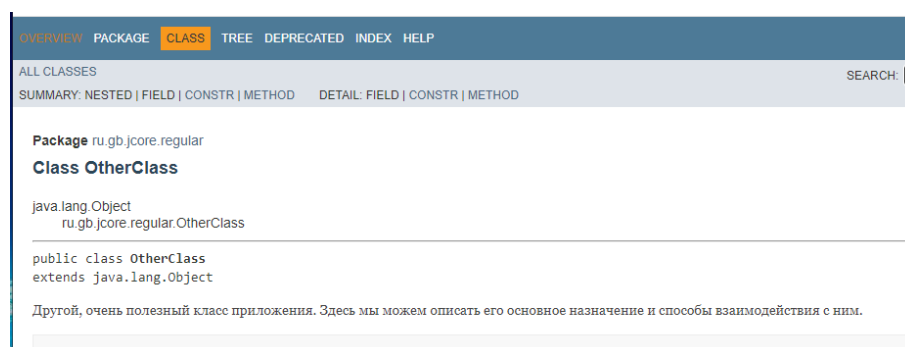 OVERVIEW PACKAGE CLASS TREE DEPRECATED INDEX HELP
ALL CLASSES SEARCH:
SUMMARY: NESTED | FIELD | CONSTR | METHOD DETAIL: FIELD | CONSTR | METHOD
Package ru.gb.jcore.regular
Class OtherClass
java.lang.Object
ru.gb.jcore.regular.OtherClass
public class OtherClass
extends java.lang.Object
Другой, очень полезный класс приложения. Здесь мы можем описать его основное назначение и способы взаимодействия с ним.